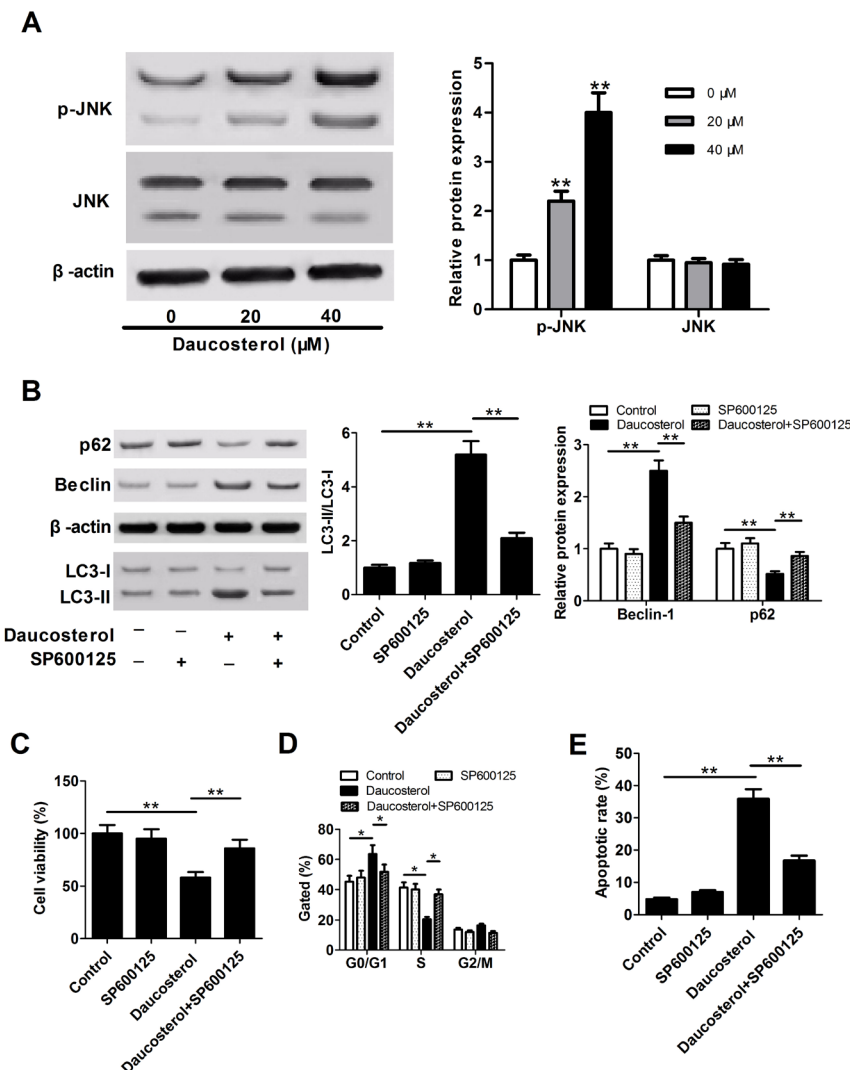 A
p-JNK
JNK
β -actin
0 20 40
Daucosterol (μM)
Relative protein expression
5
4
3
2
1
0
**
**
0 μM
20 μM
40 μM
p-JNK JNK
B
p62
Beclin
β -actin
LC3-I
LC3-II
Daucosterol – – + +
SP600125 – + – +
LC3-II/LC3-I
6
4
2
0
** **
Control
SP600125
Daucosterol
Daucosterol+SP600125
Control SP600125
Daucosterol Daucosterol+SP600125
Relative protein expression
3
2
1
0
** **
** **
Beclin-1 p62
C
Cell viability (%)
150
100
50
0
** **
Control
SP600125
Daucosterol
Daucosterol+SP600125
D
Control SP600125
Daucosterol
Daucosterol+SP600125
Gated (%)
80
60
40
20
0
* *
* *
G0/G1 S G2/M
E
Apoptotic rate (%)
50
40
30
20
10
0
** **
Control
SP600125
Daucosterol
Daucosterol+SP600125